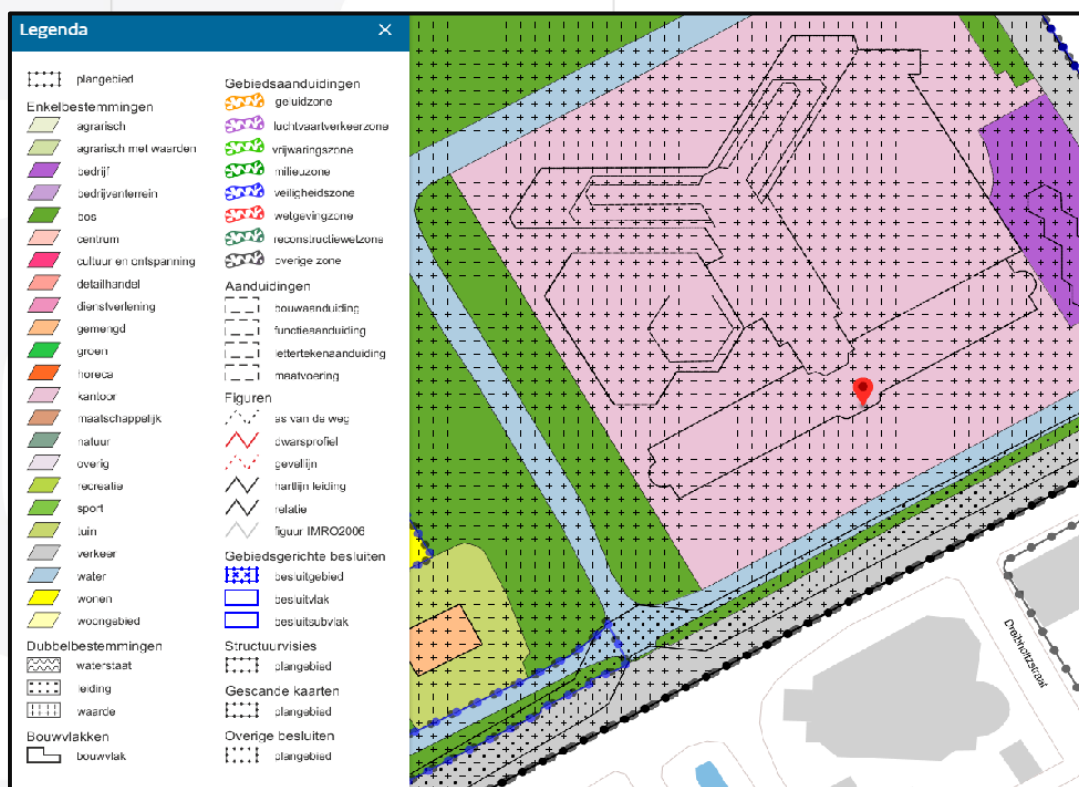 Legenda
plangebied
Enkelbestemmingen
agrarisch
agrarisch met waarden
bedrijf
bedrijventerrein
bos
centrum
cultuur en ontspanning
detailhandel
dienstverlening
gemengd
groen
horeca
kantoor
maatschappelijk
natuur
overig
recreatie
sport
tuin
verkeer
water
wonen
woongebied
Dubbelbestemmingen
waterstaat
leiding
waarde
Bouwvlakken
bouwvlak
Gebiedsaanduidingen
geluidzone
luchtvaartverkeerzone
vrijwaringszone
milieuzone
veiligheidszone
wetgevingzone
reconstructiewetzone
overige zone
Aanduidingen
bouwaanduiding
functieaanduiding
lettertekenaanduiding
maatvoering
Figuren
as van de weg
dwarsprofiel
gevellijn
hartlijn leiding
relatie
figuur IMRO2006
Gebiedsgerichte besluiten
besluitgebied
besluitvlak
besluitsubvlak
Structuurvisies
plangebied
Gescande kaarten
plangebied
Overige besluiten
plangebied
Dreibholtzstraat